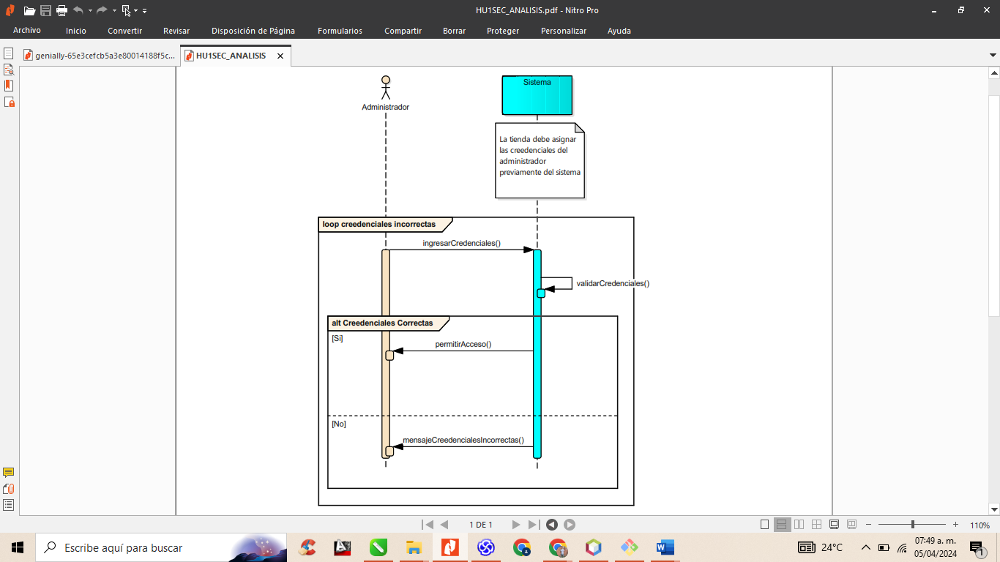 HU1SEC_ANALISIS.pdf - Nitro Pro
Archivo Inicio Convertir Revisar Disposición de Página Formularios Compartir Borrar Proteger Personalizar Ayuda
genially-65e3cefcb5a3e80014188f5c... HU1SEC_ANALISIS
Administrador
Sistema
La tienda debe asignar
las creedenciales del
administrador
previamente del sistema
loop creedenciales incorrectas
ingresarCredenciales()
validarCredenciales()
alt Creedenciales Correctas
[Si]
permitirAcceso()
[No]
mensajeCreedencialesIncorrectas()
1 DE 1
110%
Escribe aquí para buscar
24°C
07:49 a. m.
05/04/2024
1